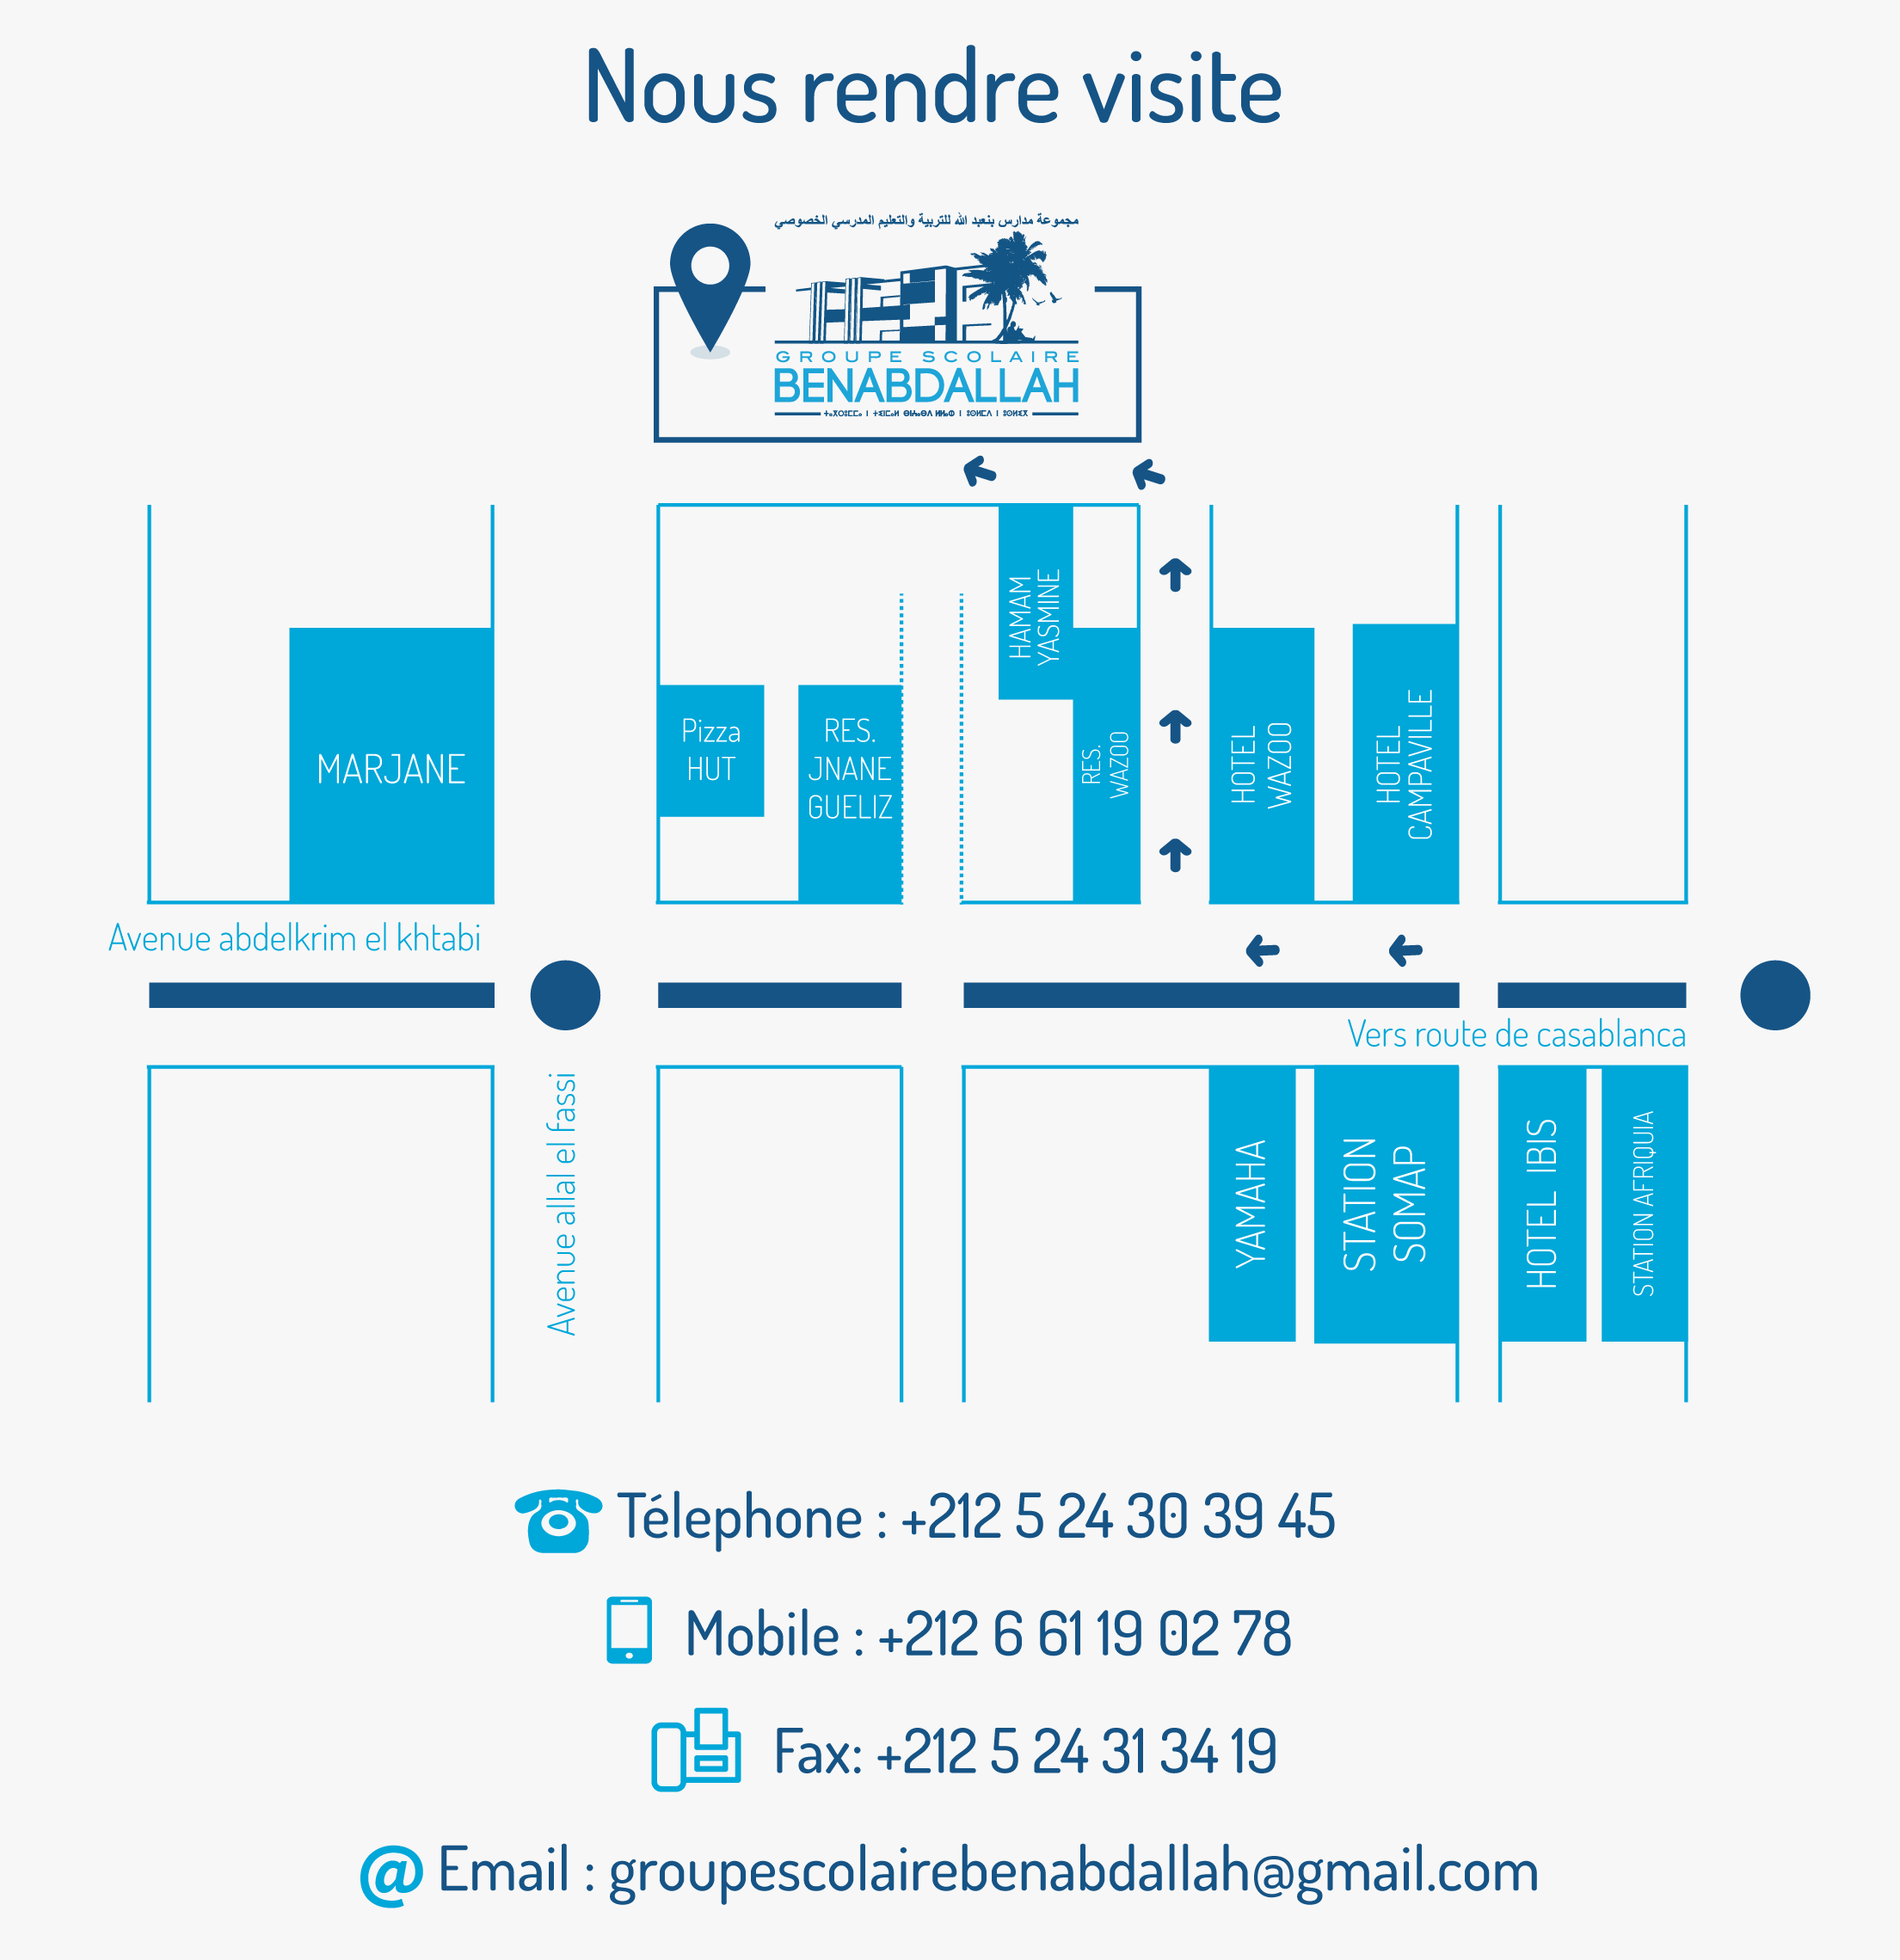 Nous rendre visite
مجموعة مدارس بنعبد الله للتربية والتعليم المدرسي الخصوصي
GROUPE SCOLAIRE
BENABDALLAH
HAMAM
YASMINE
MARJANE
Pizza
HUT
RES.
JNANE
GUELIZ
RES.
WAZOO
HOTEL
WAZOO
HOTEL
CAMPAVILLE
Avenue abdelkrim el khtabi
Vers route de casablanca
Avenue allal el fassi
YAMAHA
STATION
SOMAP
HOTEL IBIS
STATION AFRIQUIA
Télephone : +212 5 24 30 39 45
Mobile : +212 6 61 19 02 78
Fax: +212 5 24 31 34 19
@ Email : groupescolairebenabdallah@gmail.com